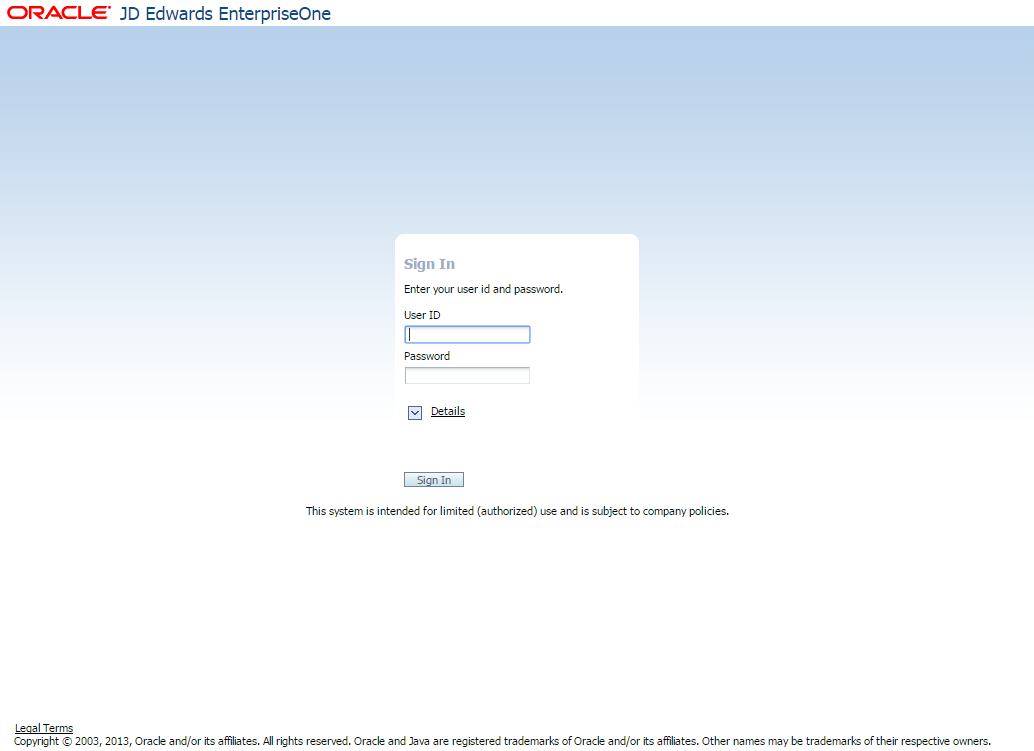 ORACLE® JD Edwards EnterpriseOne
Sign In
Enter your user id and password.
User ID
Password
Details
Sign In
This system is intended for limited (authorized) use and is subject to company policies.
Legal Terms
Copyright © 2003, 2013, Oracle and/or its affiliates. All rights reserved. Oracle and Java are registered trademarks of Oracle and/or its affiliates. Other names may be trademarks of their respective owners.